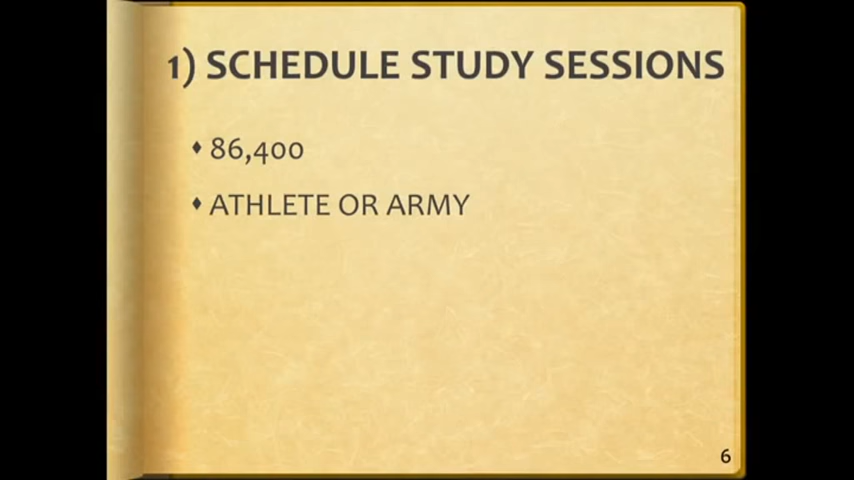 1) SCHEDULE STUDY SESSIONS
♦ 86,400
♦ ATHLETE OR ARMY
6